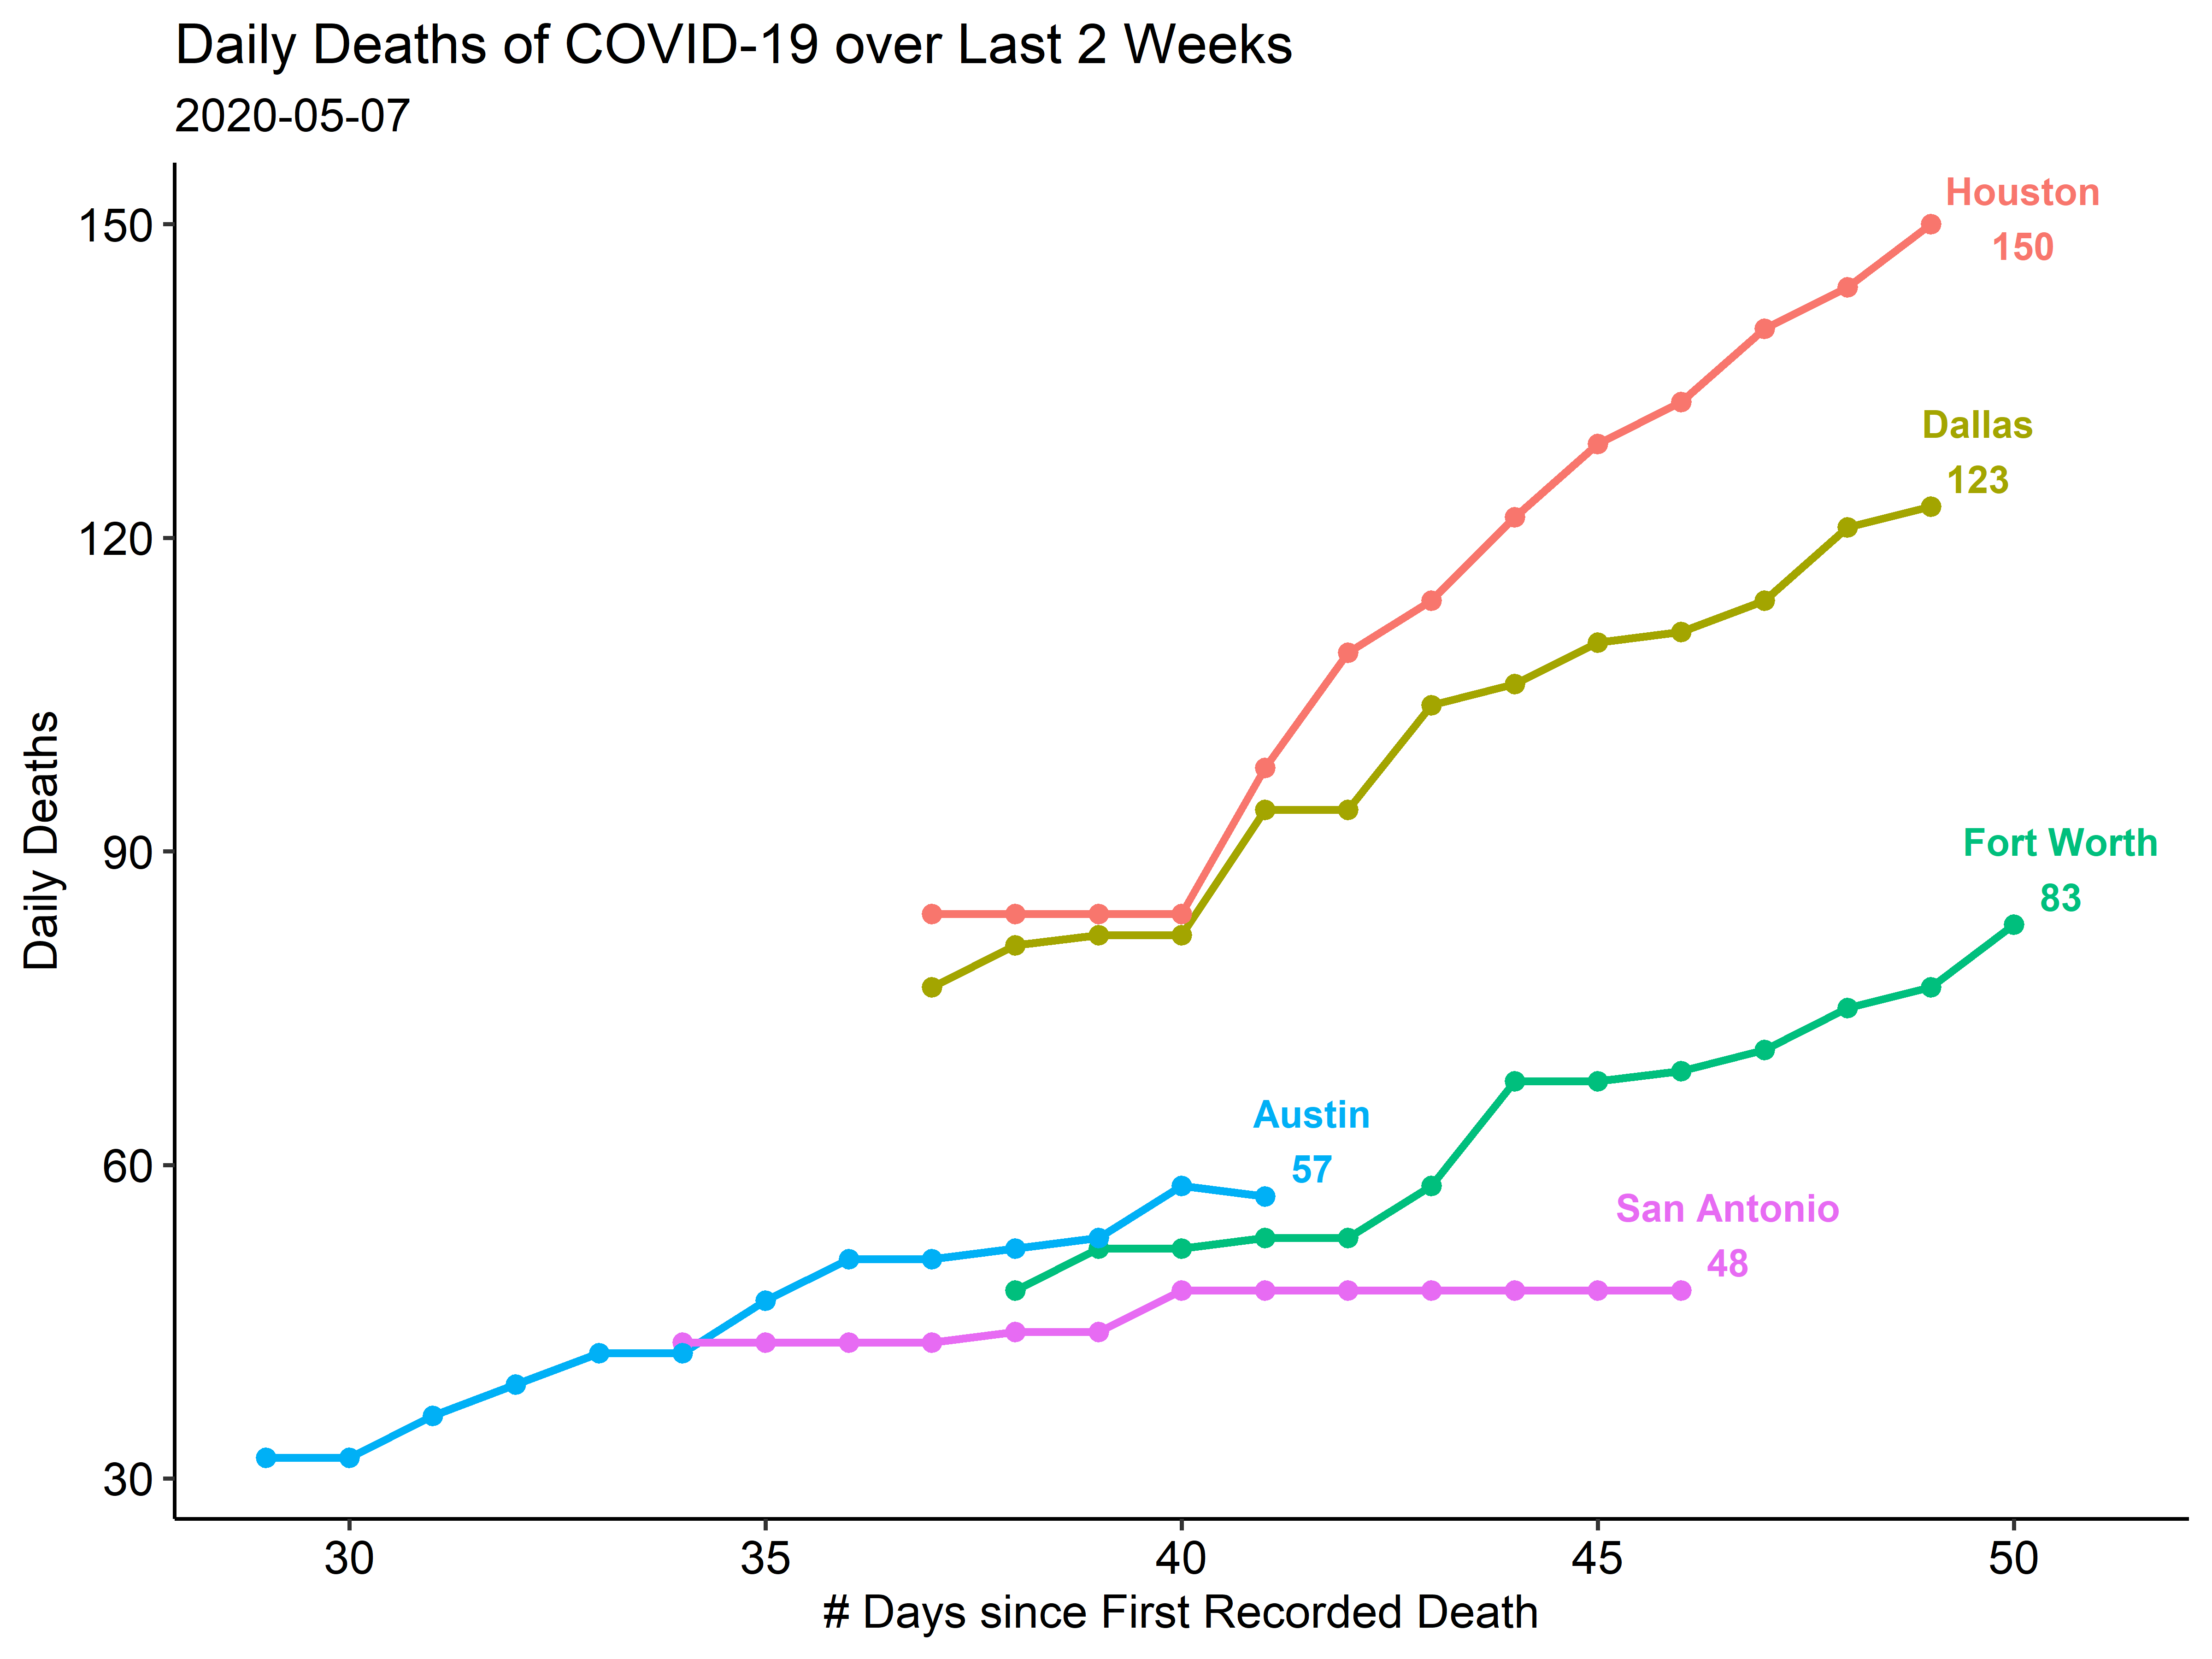 Daily Deaths of COVID-19 over Last 2 Weeks
2020-05-07
Daily Deaths
150
120
90
60
30
Houston
150
Dallas
123
Fort Worth
83
Austin
57
San Antonio
48
30
35
40
45
50
# Days since First Recorded Death